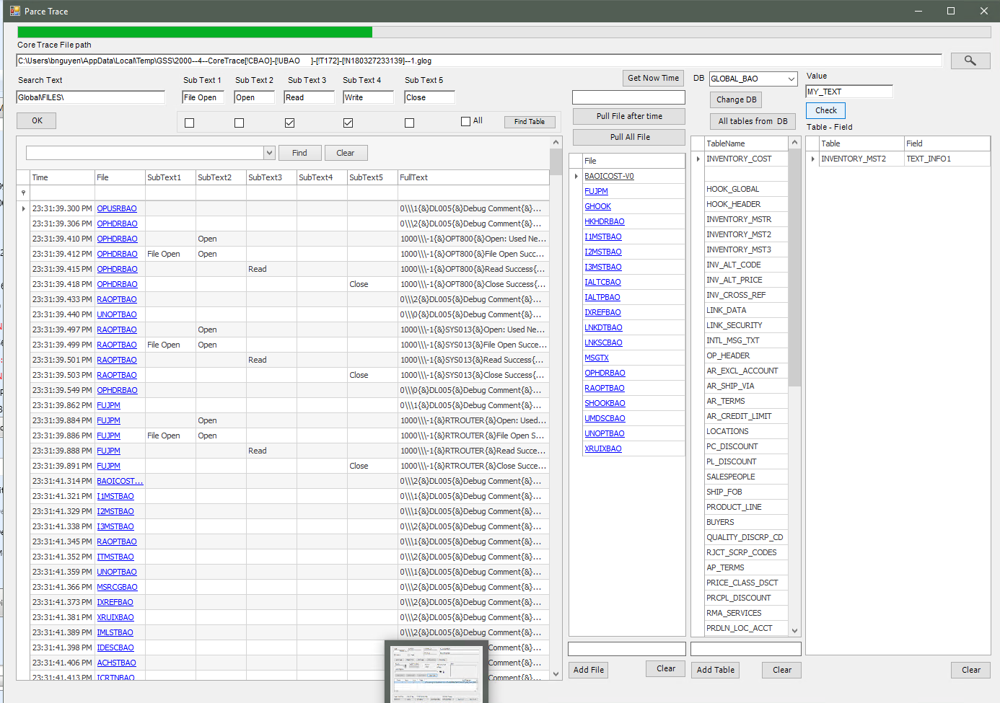 Parce Trace
Core Trace File path
C:\Users\bnguyen\AppData\Local\Temp\GSS\2000--4--CoreTrace[!CBAO]-[!UBAO     ]-[!T172]-[!N180327233139]--1.glog
Search Text Sub Text 1 Sub Text 2 Sub Text 3 Sub Text 4 Sub Text 5 Get Now Time DB GLOBAL_BAO Value
Global\FILES\ File Open Open Read Write Close MY_TEXT
Change DB
OK All Find Table Pull File after time All tables from DB Check
Pull All File Table - Field
Find Clear
File
TableName
Table Field
BAOICOST-V0
FUJPM
GHOOK
HKHDRBAO
I1MSTBAO
I2MSTBAO
I3MSTBAO
IALTCBAO
IALTPBAO
IXREFBAO
LNKDTBAO
LNKSCBAO
MSGTX
OPHDRBAO
RAOPTBAO
SHOOKBAO
UMDSCBAO
UNOPTBAO
XRUIXBAO
INVENTORY_COST
HOOK_GLOBAL
HOOK_HEADER
INVENTORY_MSTR
INVENTORY_MST2
INVENTORY_MST3
INV_ALT_CODE
INV_ALT_PRICE
INV_CROSS_REF
LINK_DATA
LINK_SECURITY
INTL_MSG_TXT
OP_HEADER
AR_EXCL_ACCOUNT
AR_SHIP_VIA
AR_TERMS
AR_CREDIT_LIMIT
LOCATIONS
PC_DISCOUNT
PL_DISCOUNT
SALESPEOPLE
SHIP_FOB
PRODUCT_LINE
BUYERS
QUALITY_DISCRP_CD
RJCT_SCRP_CODES
AP_TERMS
PRICE_CLASS_DSCT
PRCPL_DISCOUNT
RMA_SERVICES
PRDLN_LOC_ACCT
INVENTORY_MST2 TEXT_INFO1
Time File SubText1 SubText2 SubText3 SubText4 SubText5 FullText
23:31:39.300 PM OPUSRBAO 0\\\1{&}DL005{&}Debug Comment{&}...
23:31:39.306 PM OPHDRBAO 0\\\2{&}DL005{&}Debug Comment{&}...
23:31:39.410 PM OPHDRBAO Open 1000\\\-1{&}OPT800{&}Open: Used Ne...
23:31:39.412 PM OPHDRBAO File Open Open 1000\\\-1{&}OPT800{&}File Open Succ...
23:31:39.415 PM OPHDRBAO Read 1000\\\-1{&}OPT800{&}Read Success{...
23:31:39.418 PM OPHDRBAO Close 1000\\\-1{&}OPT800{&}Close Success{...
23:31:39.433 PM RAOPTBAO 0\\\2{&}DL005{&}Debug Comment{&}...
23:31:39.440 PM UNOPTBAO 0\\\0{&}DL005{&}Debug Comment{&}...
23:31:39.497 PM RAOPTBAO Open 1000\\\-1{&}SYS013{&}Open: Used Ne...
23:31:39.499 PM RAOPTBAO File Open Open 1000\\\-1{&}SYS013{&}File Open Succe...
23:31:39.501 PM RAOPTBAO Read 1000\\\-1{&}SYS013{&}Read Success{...
23:31:39.503 PM RAOPTBAO Close 1000\\\-1{&}SYS013{&}Close Success{...
23:31:39.549 PM OPHDRBAO 0\\\0{&}DL005{&}Debug Comment{&}...
23:31:39.862 PM FUJPM 0\\\1{&}DL005{&}Debug Comment{&}...
23:31:39.884 PM FUJPM Open 1000\\\-1{&}RTROUTER{&}Open: Used...
23:31:39.886 PM FUJPM File Open Open 1000\\\-1{&}RTROUTER{&}File Open S...
23:31:39.888 PM FUJPM Read 1000\\\-1{&}RTROUTER{&}Read Succe...
23:31:39.891 PM FUJPM Close 1000\\\-1{&}RTROUTER{&}Close Succe...
23:31:41.314 PM BAOICOST... 0\\\2{&}DL005{&}Debug Comment{&}...
23:31:41.321 PM I1MSTBAO 0\\\1{&}DL005{&}Debug Comment{&}...
23:31:41.329 PM I2MSTBAO 0\\\1{&}DL005{&}Debug Comment{&}...
23:31:41.338 PM I3MSTBAO 0\\\2{&}DL005{&}Debug Comment{&}...
23:31:41.345 PM RAOPTBAO 0\\\1{&}DL005{&}Debug Comment{&}...
23:31:41.352 PM ITMSTBAO 0\\\2{&}DL005{&}Debug Comment{&}...
23:31:41.359 PM UNOPTBAO 0\\\1{&}DL005{&}Debug Comment{&}...
23:31:41.366 PM MSRCGBAO 0\\\2{&}DL005{&}Debug Comment{&}...
23:31:41.373 PM IXREFBAO 0\\\2{&}DL005{&}Debug Comment{&}...
23:31:41.381 PM XRUIXBAO 0\\\2{&}DL005{&}Debug Comment{&}...
23:31:41.389 PM IMLSTBAO 0\\\2{&}DL005{&}Debug Comment{&}...
23:31:41.398 PM IDESCBAO Comment{&}...
23:31:41.406 PM ACHSTBAO Comment{&}...
23:31:41.413 PM ICRTNBAO Comment{&}...
Add File Clear Add Table Clear Clear